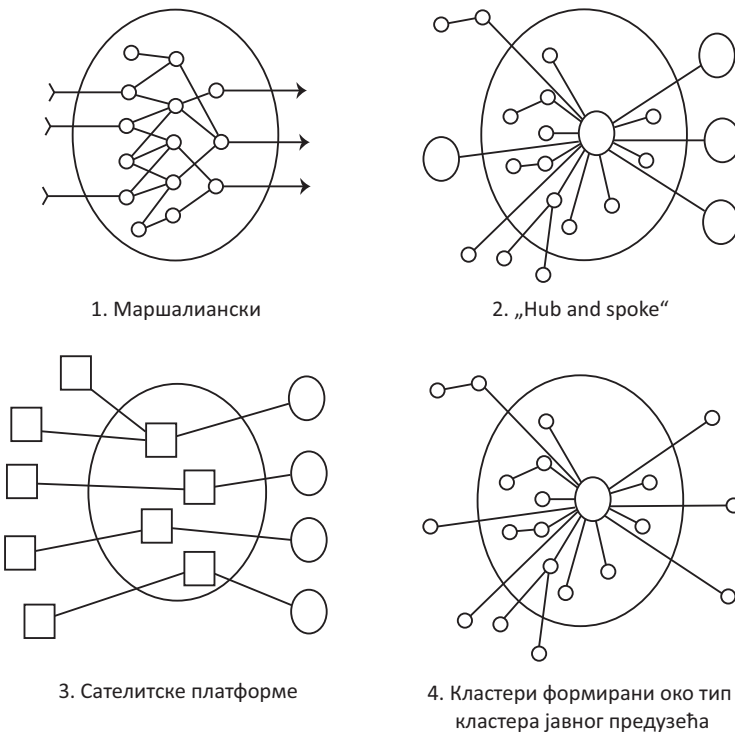 1. Маршалиански
2. „Hub and spoke“
3. Сателитске платформе
4. Кластери формирани око тип
кластера јавног предузећа